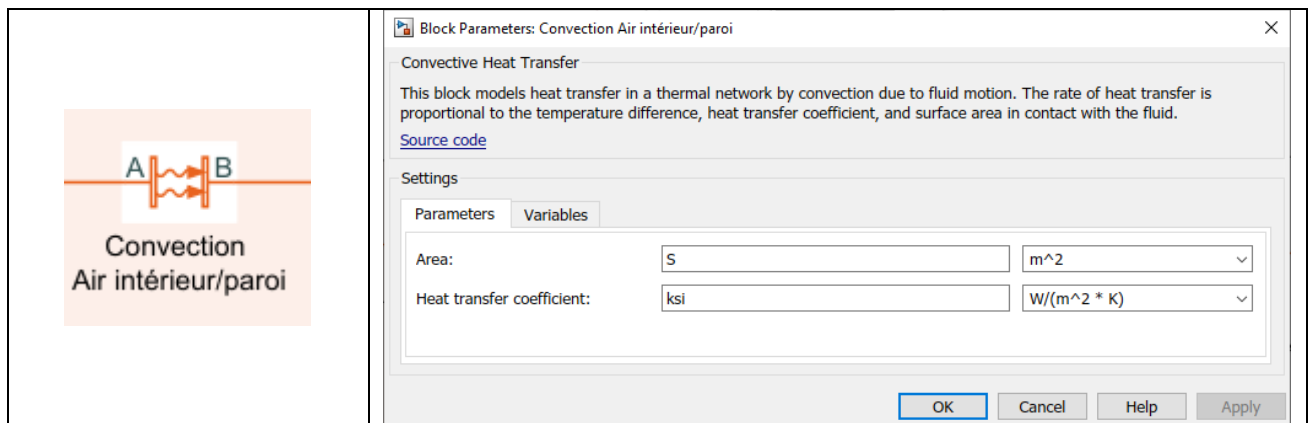 A B
Convection
Air intérieur/paroi
Block Parameters: Convection Air intérieur/paroi
Convective Heat Transfer
This block models heat transfer in a thermal network by convection due to fluid motion. The rate of heat transfer is
proportional to the temperature difference, heat transfer coefficient, and surface area in contact with the fluid.
Source code
Settings
Parameters Variables
Area: S m^2
Heat transfer coefficient: ksi W/(m^2 * K)
OK Cancel Help Apply